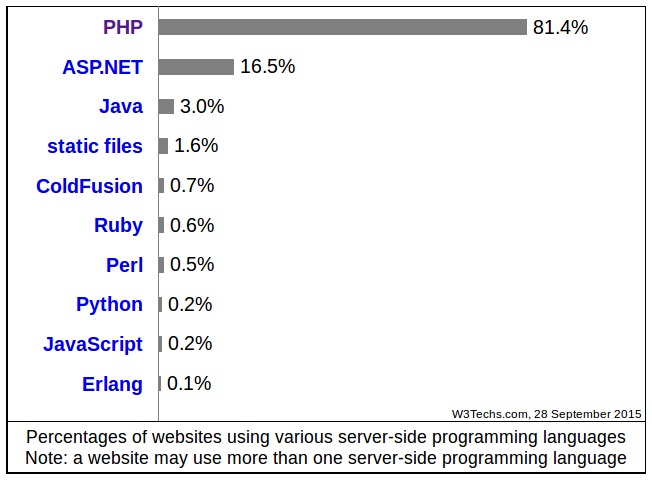 PHP 81.4%
ASP.NET 16.5%
Java 3.0%
static files 1.6%
ColdFusion 0.7%
Ruby 0.6%
Perl 0.5%
Python 0.2%
JavaScript 0.2%
Erlang 0.1%
W3Techs.com, 28 September 2015
Percentages of websites using various server-side programming languages
Note: a website may use more than one server-side programming language